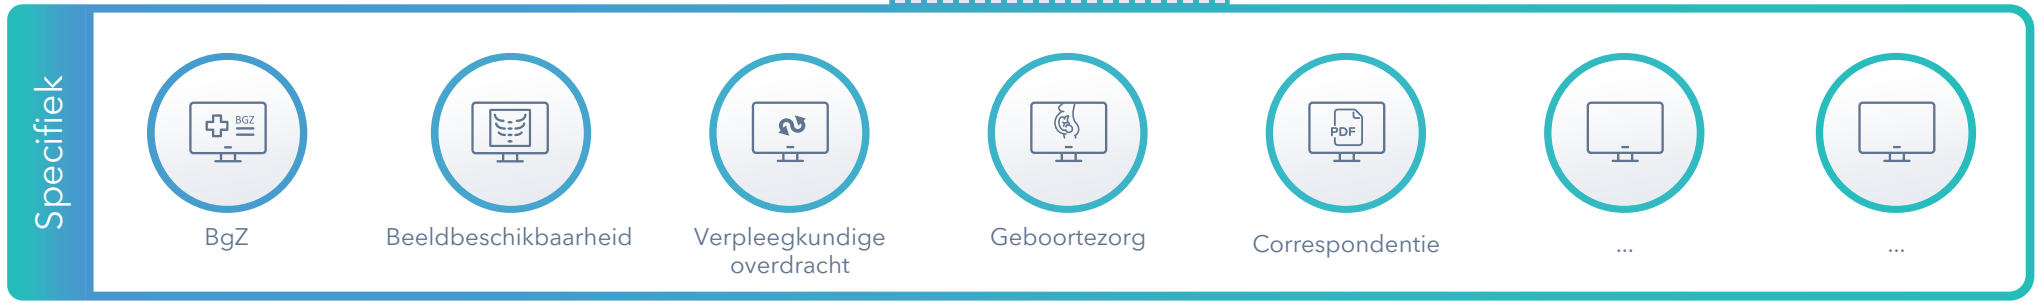 Specifiek
BGZ
PDF
BgZ
Beeldbeschikbaarheid
Verpleegkundige
overdracht
Geboortezorg
Correspondentie
...
...